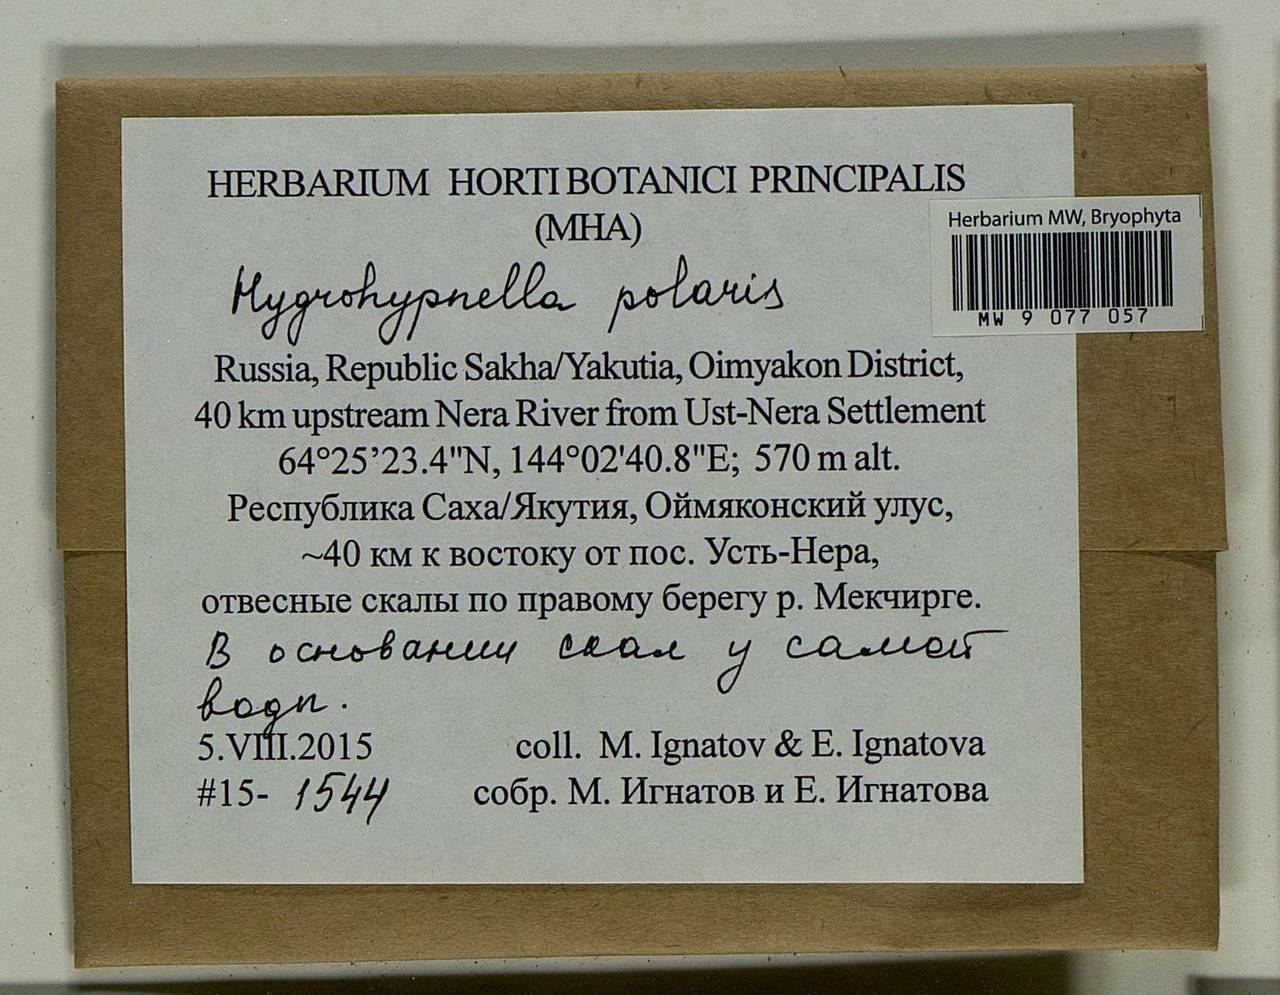 HERBARIUM HORTI BOTANICI PRINCIPALIS
(MHA)
Herbarium MW, Bryophyta
MW 9 077 057
Hygrohypnella polaris
Russia, Republic Sakha/Yakutia, Oimyakon District,
40 km upstream Nera River from Ust-Nera Settlement
64°25’23.4"N, 144°02'40.8"E; 570 m alt.
Республика Саха/Якутия, Оймяконский улус,
~40 км к востоку от пос. Усть-Нера,
отвесные скалы по правому берегу р. Мекчирге.
В основании скал у самой
воды.
5.VIII.2015 coll. M. Ignatov & E. Ignatova
#15- 1544 собр. М. Игнатов и Е. Игнатова